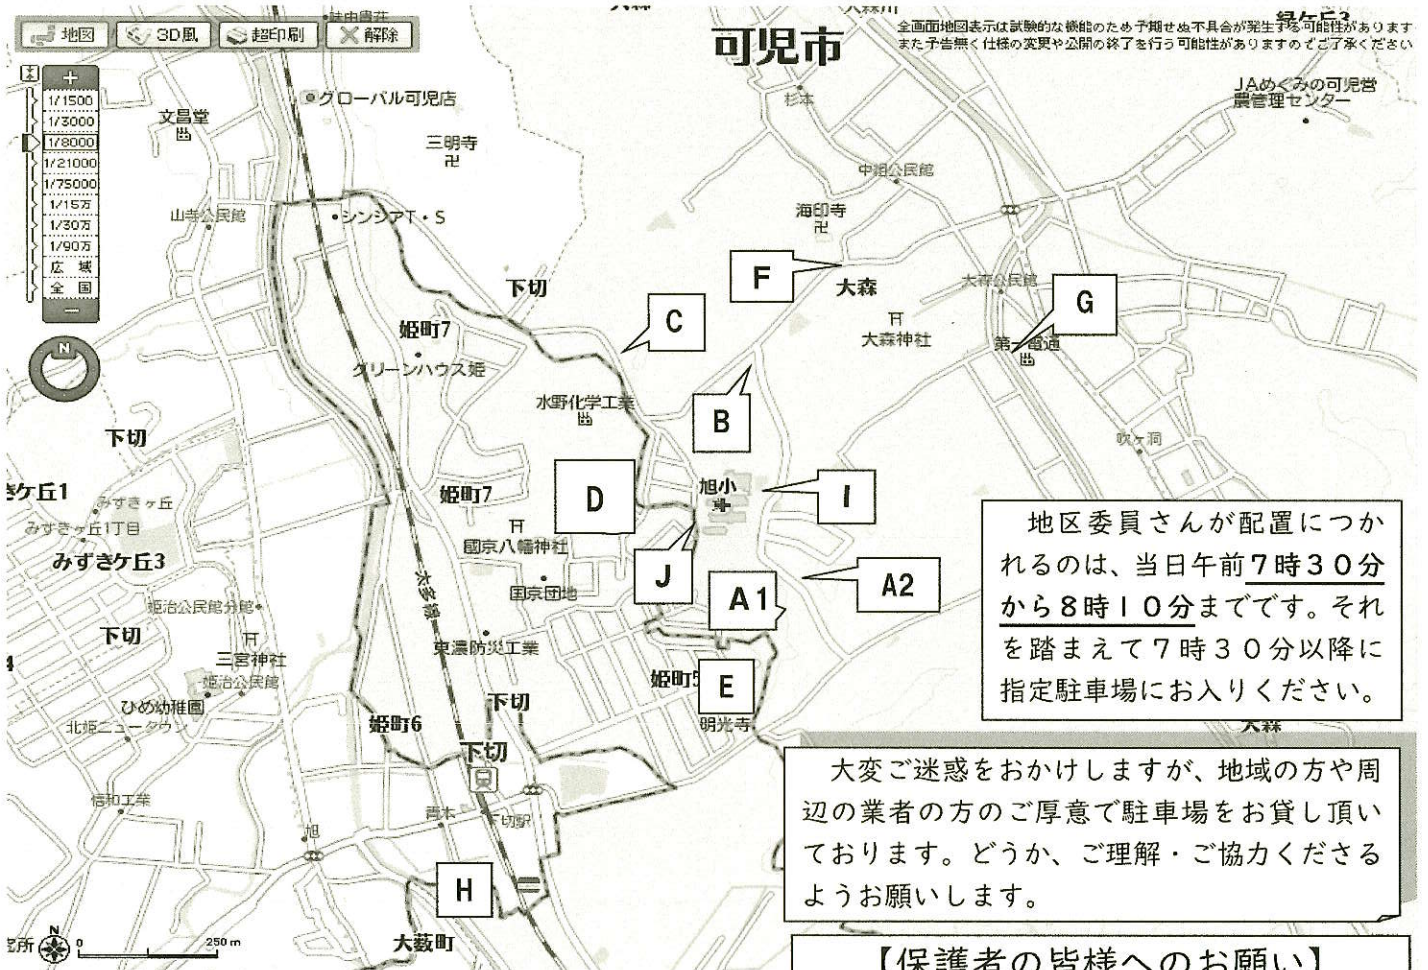 地図
3D風
超印刷
解除
可児市
緑ケ丘3
全画面地図表示は試験的な機能のため予期せぬ不具合が発生する可能性があります
また予告無く仕様の変更や公開の終了を行う可能性がありますのでご了承ください
＋
1/1500
1/3000
1/8000
1/21000
1/75000
1/15万
1/30万
1/90万
広 域
全 国
－
N
グローバル可児店
文昌堂
三明寺
杉本
JAめぐみの可児営
農管理センター
中組公民館
海印寺
山寺公民館
シンシアT・S
下切
F
大森
大森公民館
G
C
姫町7
大森神社
第一電通
グリーンハウス姫
水野化学工業
B
下切
吹ヶ洞
姫町7
D
旭小
I
みずきヶ丘
みずきヶ丘1丁目
みずきケ丘3
國京八幡神社
J
国京団地
A1
A2
太多線
姫治公民館分館
下切
三宮神社
東濃防災工業
姫治公民館
ひめ幼稚園
北姫ニュータウン
姫町5
E
明光寺
姫町6
下切
下切
信和工業
青木
下切駅
旭
H
大薮町
N
0
250m
地区委員さんが配置につか
れるのは、当日午前7時30分
から8時10分までです。それ
を踏まえて7時30分以降に
指定駐車場にお入りください。
大森
大変ご迷惑をおかけしますが、地域の方や周
辺の業者の方のご厚意で駐車場をお貸し頂い
ております。どうか、ご理解・ご協力くださる
ようお願いします。
【保護者の皆様へのお願い】